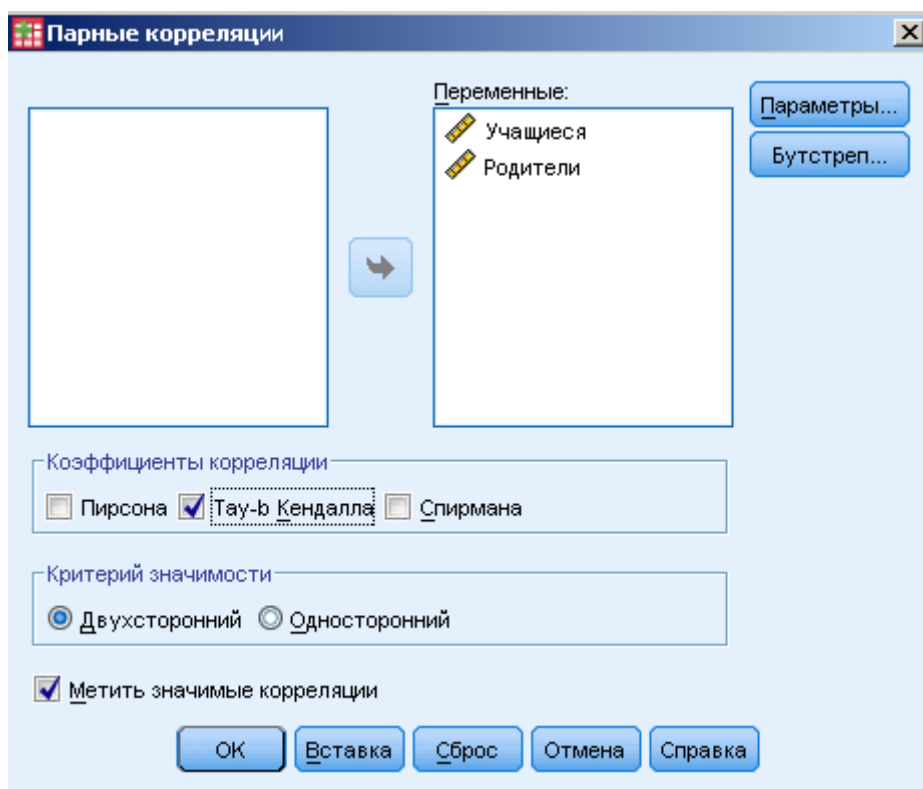 Парные корреляции
Переменные:
Учащиеся
Родители
Параметры...
Бутстреп...
Коэффициенты корреляции
Пирсона Тау-b Кендалла Спирмана
Критерий значимости
Двухсторонний Односторонний
Метить значимые корреляции
ОК Вставка Сброс Отмена Справка